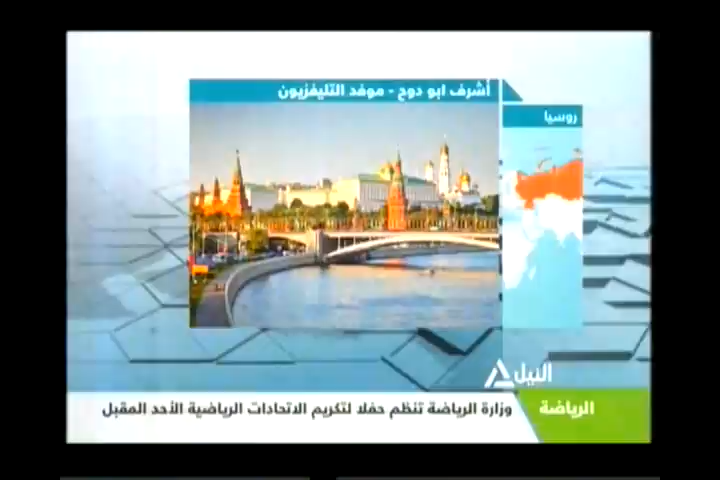 أشرف ابو دوح - موفد التليفزيون
روسيا
النيل
الرياضة
وزارة الرياضة تنظم حفلا لتكريم الاتحادات الرياضية الأحد المقبل